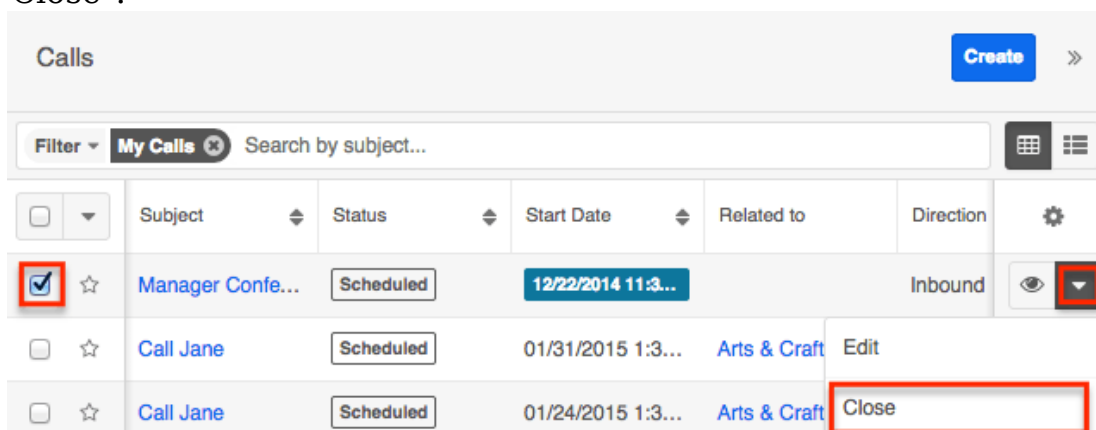 Close".
Calls Create »
Filter My Calls Search by subject...
Subject Status Start Date Related to Direction
Manager Confe... Scheduled 12/22/2014 11:3... Inbound
Call Jane Scheduled 01/31/2015 1:3... Arts & Craft Edit
Call Jane Scheduled 01/24/2015 1:3... Arts & Craft Close